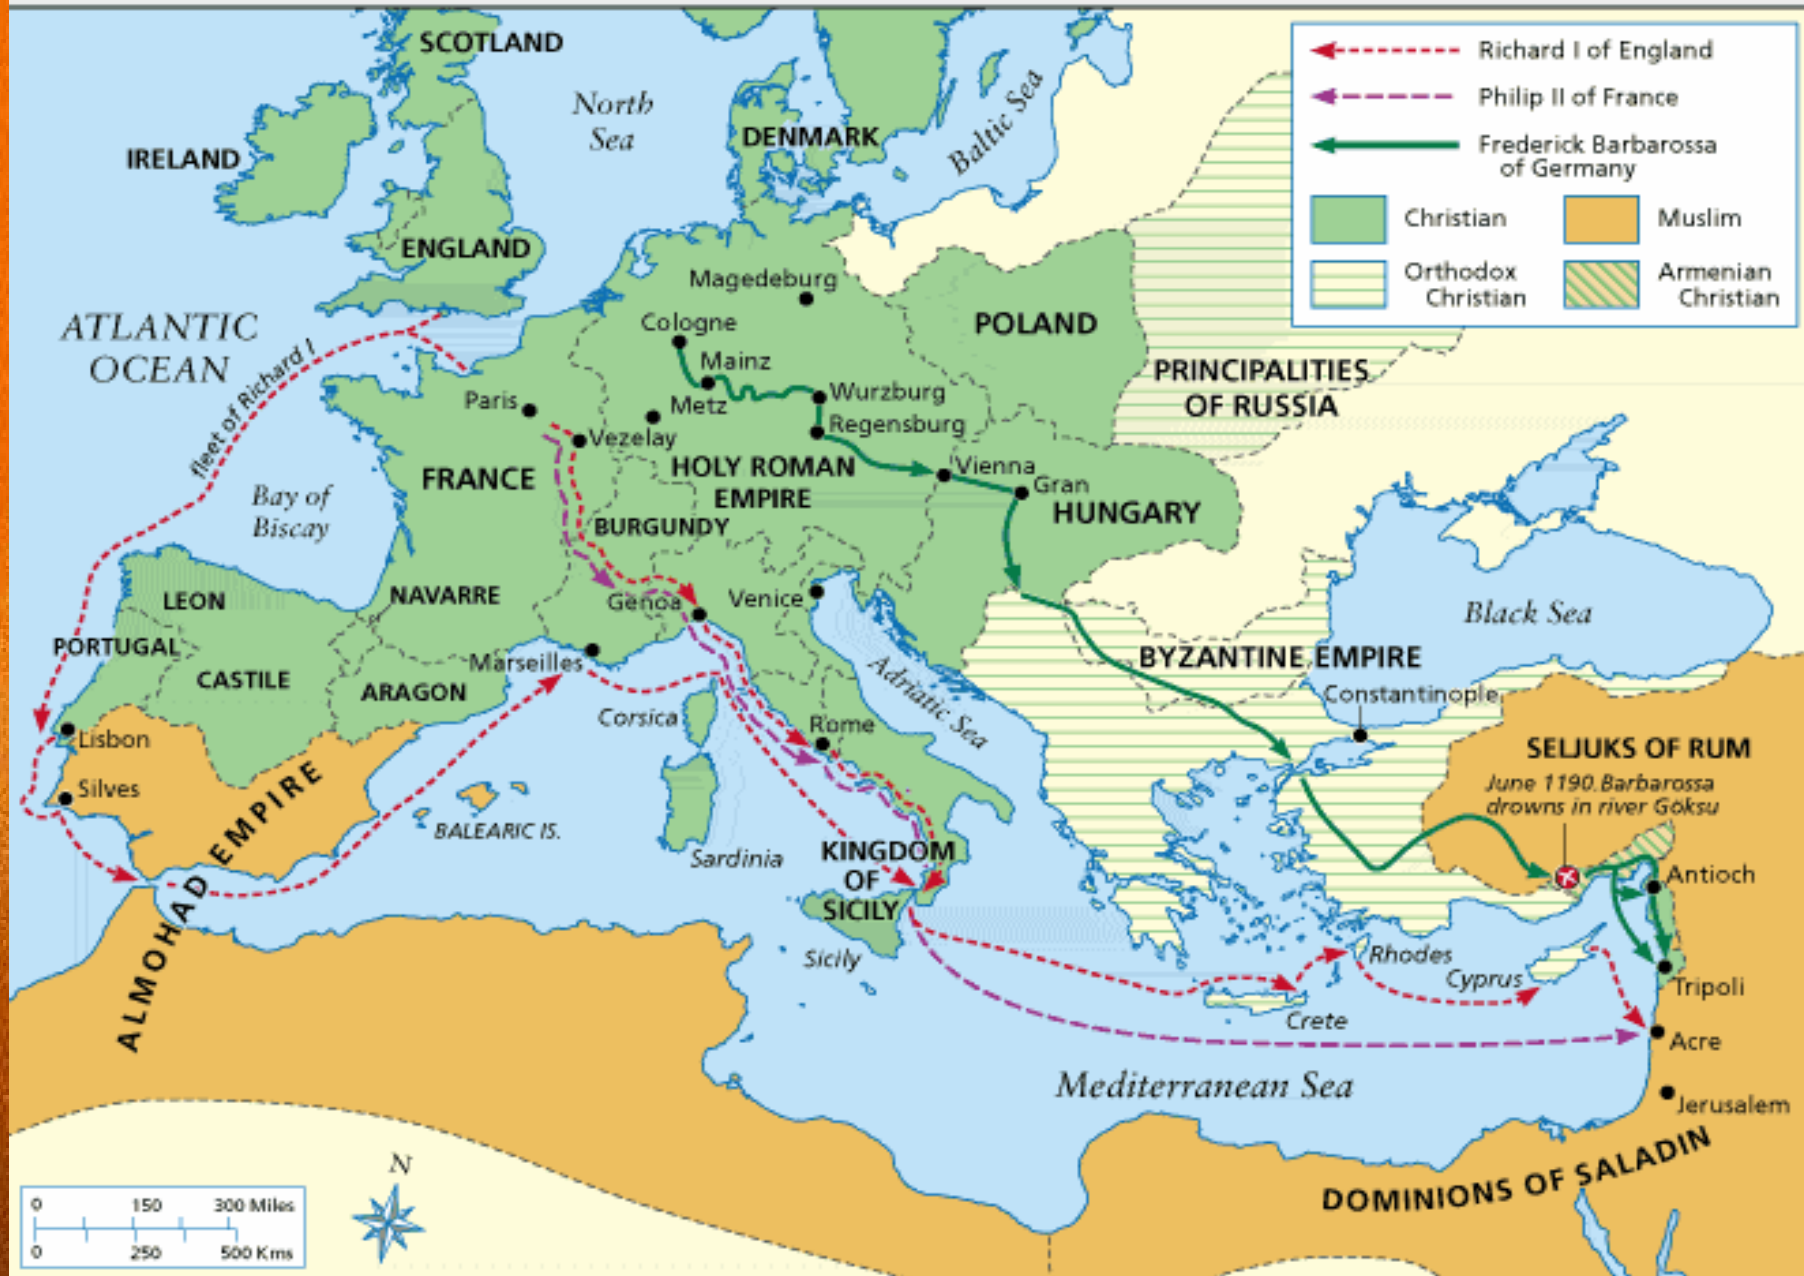 SCOTLAND
North
Sea
IRELAND
DENMARK
Baltic Sea
ENGLAND
Richard I of England
Philip II of France
Frederick Barbarossa
of Germany
Christian
Muslim
Orthodox
Christian
Armenian
Christian
ATLANTIC
OCEAN
fleet of Richard I
Magedeburg
Cologne
Mainz
Metz
Wurzburg
Regensburg
POLAND
PRINCIPALITIES
OF RUSSIA
Paris
Vezelay
FRANCE
HOLY ROMAN
EMPIRE
Vienna
Gran
HUNGARY
Bay of
Biscay
BURGUNDY
LEON
NAVARRE
Genoa
Venice
Black Sea
PORTUGAL
CASTILE
ARAGON
Marseilles
Corsica
Adriatic Sea
BYZANTINE EMPIRE
Constantinople
Lisbon
Silves
Rome
SELJUKS OF RUM
June 1190.Barbarossa
drowns in river Göksu
BALEARIC IS.
Sardinia
KINGDOM
OF
SICILY
Sicily
Antioch
ALMOHAD EMPIRE
Rhodes
Cyprus
Crete
Tripoli
Acre
Mediterranean Sea
Jerusalem
DOMINIONS OF SALADIN
N
0 150 300 Miles
0 250 500 Kms